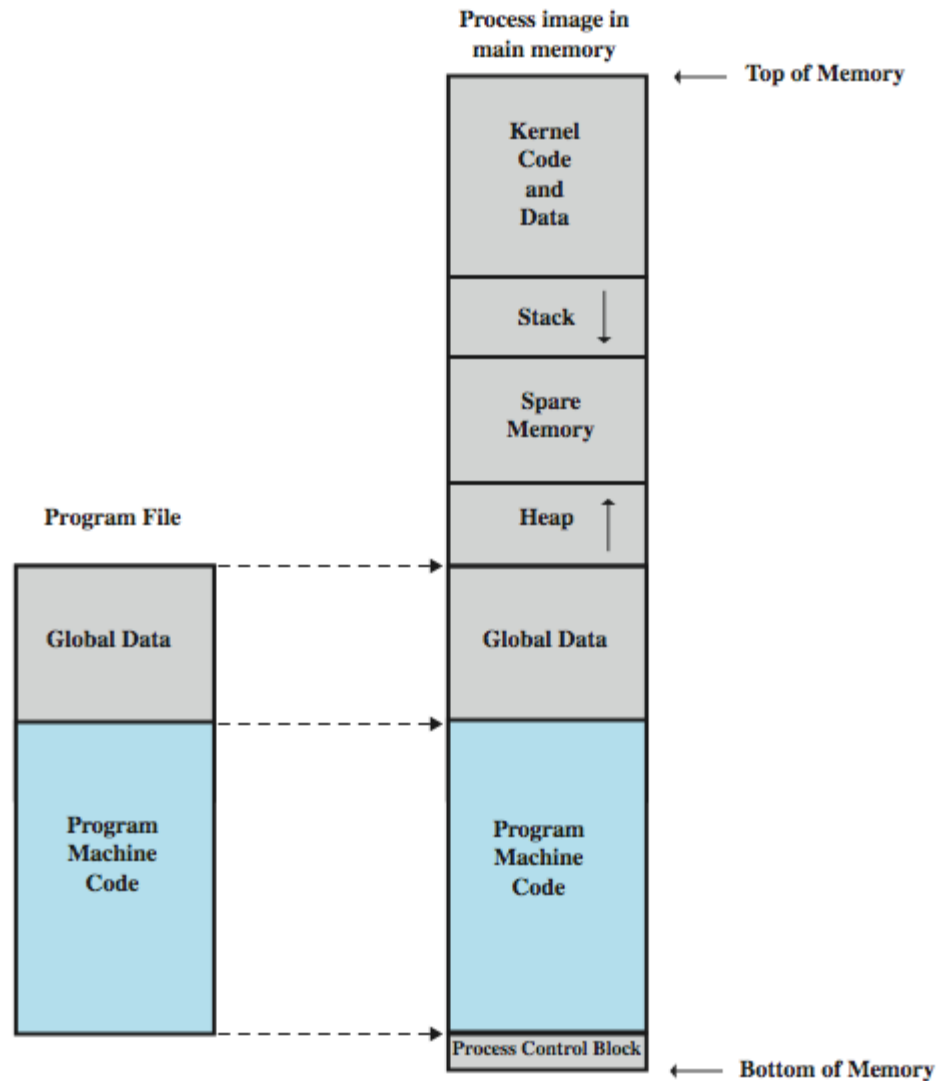 Process image in
main memory
Top of Memory
Kernel
Code
and
Data
Stack
Spare
Memory
Heap
Program File
Global Data
Global Data
Program
Machine
Code
Program
Machine
Code
Process Control Block
Bottom of Memory